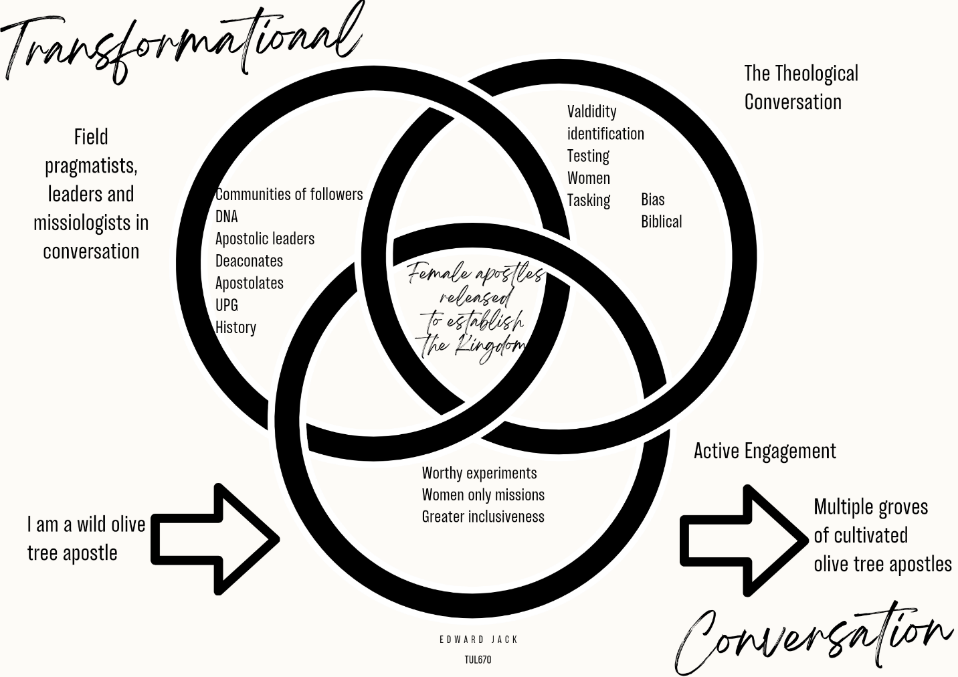 Transformatioaal
The Theological
Conversation
Field
pragmatists,
leaders and
missiologists in
conversation
Communities of followers
DNA
Apostolic leaders
Deaconates
Apostolates
UPG
History
Valdidity
identification
Testing
Women
Tasking
Bias
Biblical
Female apostles
released
to establish
the Kingdom
Active Engagement
Worthy experiments
Women only missions
Greater inclusiveness
I am a wild olive
tree apostle
Multiple groves
of cultivated
olive tree apostles
Conversation
EDWARD JACK
TUL670